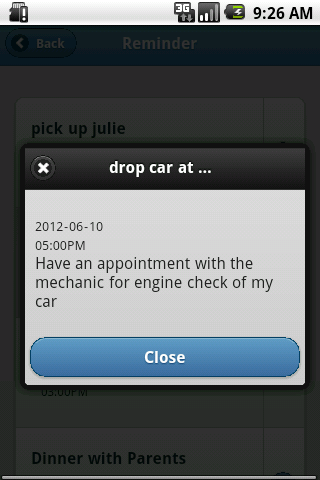 3G 9:26 AM
Back
Reminder
pick up julie
drop car at ...
2012-06-10
05:00PM
Have an appointment with the
mechanic for engine check of my
car
Close
03:00PM
Dinner with Parents